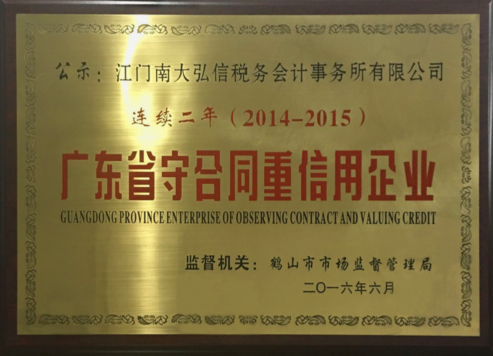 公示：江门南大弘信税务会计事务所有限公司
连续二年（2014-2015）
广东省守合同重信用企业
GUANGDONG PROVINCE ENTERPRISE OF OBSERVING CONTRACT AND VALUING CREDIT
监督机关：鹤山市市场监督管理局
二〇一六年六月